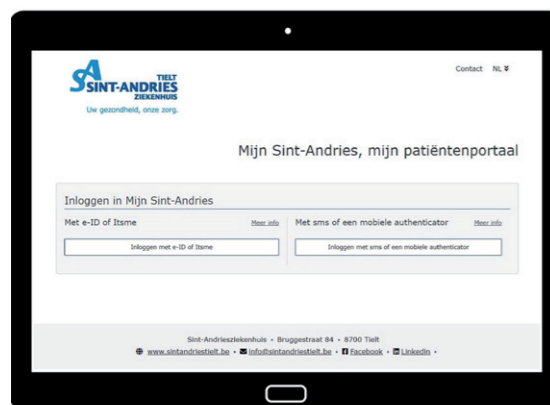 TIELT
SINT-ANDRIES
ZIEKENHUIS
Uw gezondheid, onze zorg.
Contact NL
Mijn Sint-Andries, mijn patiëntenportaal
Inloggen in Mijn Sint-Andries
Met e-ID of Itsme Meer info
Inloggen met e-ID of Itsme
Met sms of een mobiele authenticator Meer info
Inloggen met sms of een mobiele authenticator
Sint-Andriesziekenhuis • Bruggestraat 84 • 8700 Tielt
www.sintandriestielt.be • info@sintandriestielt.be • Facebook • LinkedIn •